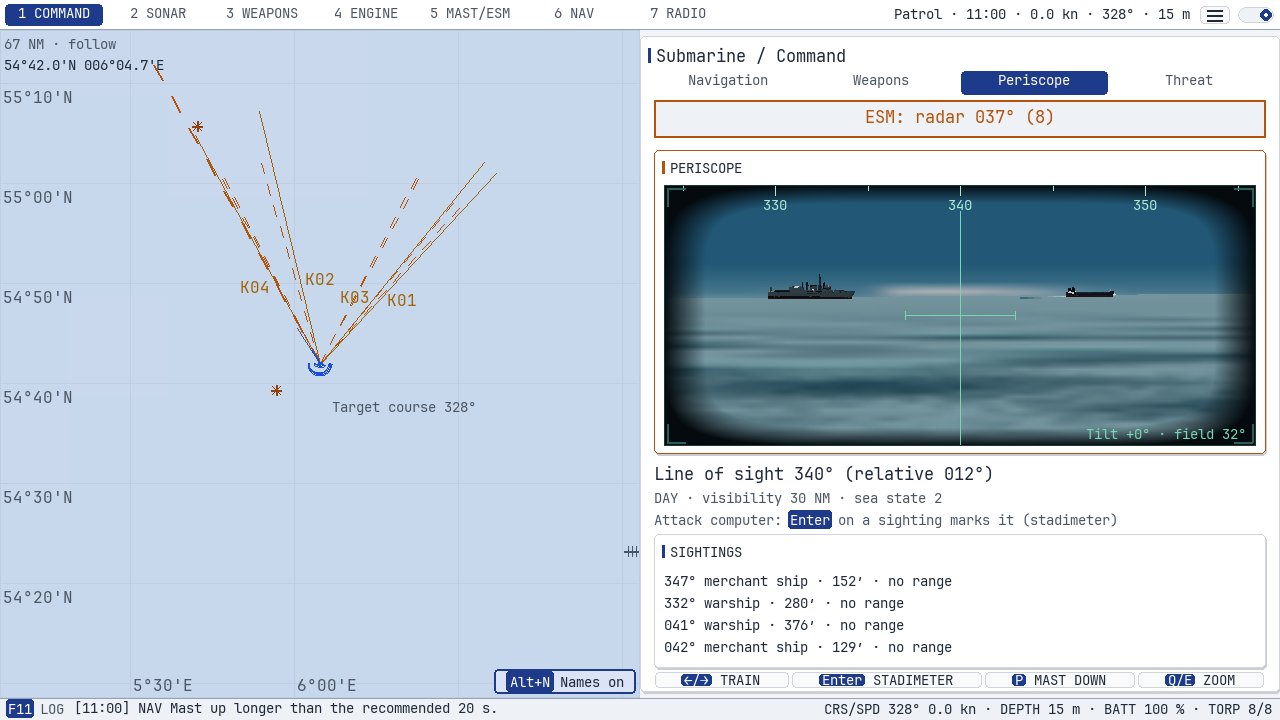 1 COMMAND 2 SONAR 3 WEAPONS 4 ENGINE 5 MAST/ESM 6 NAV 7 RADIO Patrol · 11:00 · 0.0 kn · 328° · 15 m
67 NM · follow
54°42.0'N 006°04.7'E
55°10'N
55°00'N
54°50'N
54°40'N
54°30'N
54°20'N
5°30'E 6°00'E
K04
K02
K03
K01
Target course 328°
Alt+N Names on
Submarine / Command
Navigation Weapons Periscope Threat
ESM: radar 037° (8)
PERISCOPE
330 340 350
Tilt +0° · field 32°
Line of sight 340° (relative 012°)
DAY · visibility 30 NM · sea state 2
Attack computer: Enter on a sighting marks it (stadimeter)
SIGHTINGS
347° merchant ship · 152′ · no range
332° warship · 280′ · no range
041° warship · 376′ · no range
042° merchant ship · 129′ · no range
←/→ TRAIN Enter STADIMETER P MAST DOWN Q/E ZOOM
F11 LOG [11:00] NAV Mast up longer than the recommended 20 s. CRS/SPD 328° 0.0 kn · DEPTH 15 m · BATT 100 % · TORP 8/8